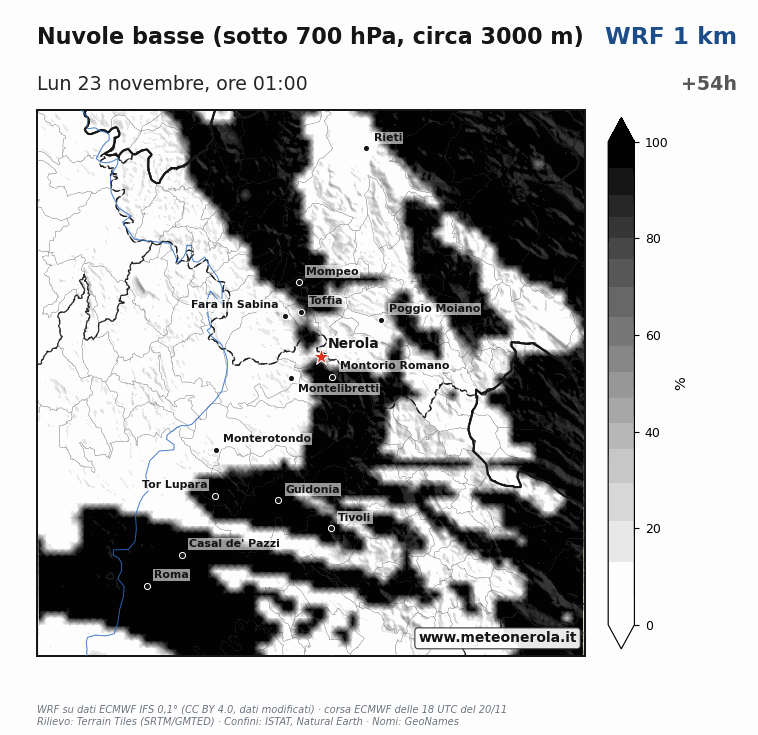 Nuvole basse (sotto 700 hPa, circa 3000 m) WRF 1 km
Lun 23 novembre, ore 01:00 +54h
Rieti
Mompeo
Toffia
Fara in Sabina
Poggio Moiano
Nerola
Montorio Romano
Montelibretti
Monterotondo
Tor Lupara
Guidonia
Tivoli
Casal de' Pazzi
Roma
www.meteonerola.it
100
80
60
40
20
0
%
WRF su dati ECMWF IFS 0,1° (CC BY 4.0, dati modificati) · corsa ECMWF delle 18 UTC del 20/11
Rilievo: Terrain Tiles (SRTM/GMTED) · Confini: ISTAT, Natural Earth · Nomi: GeoNames